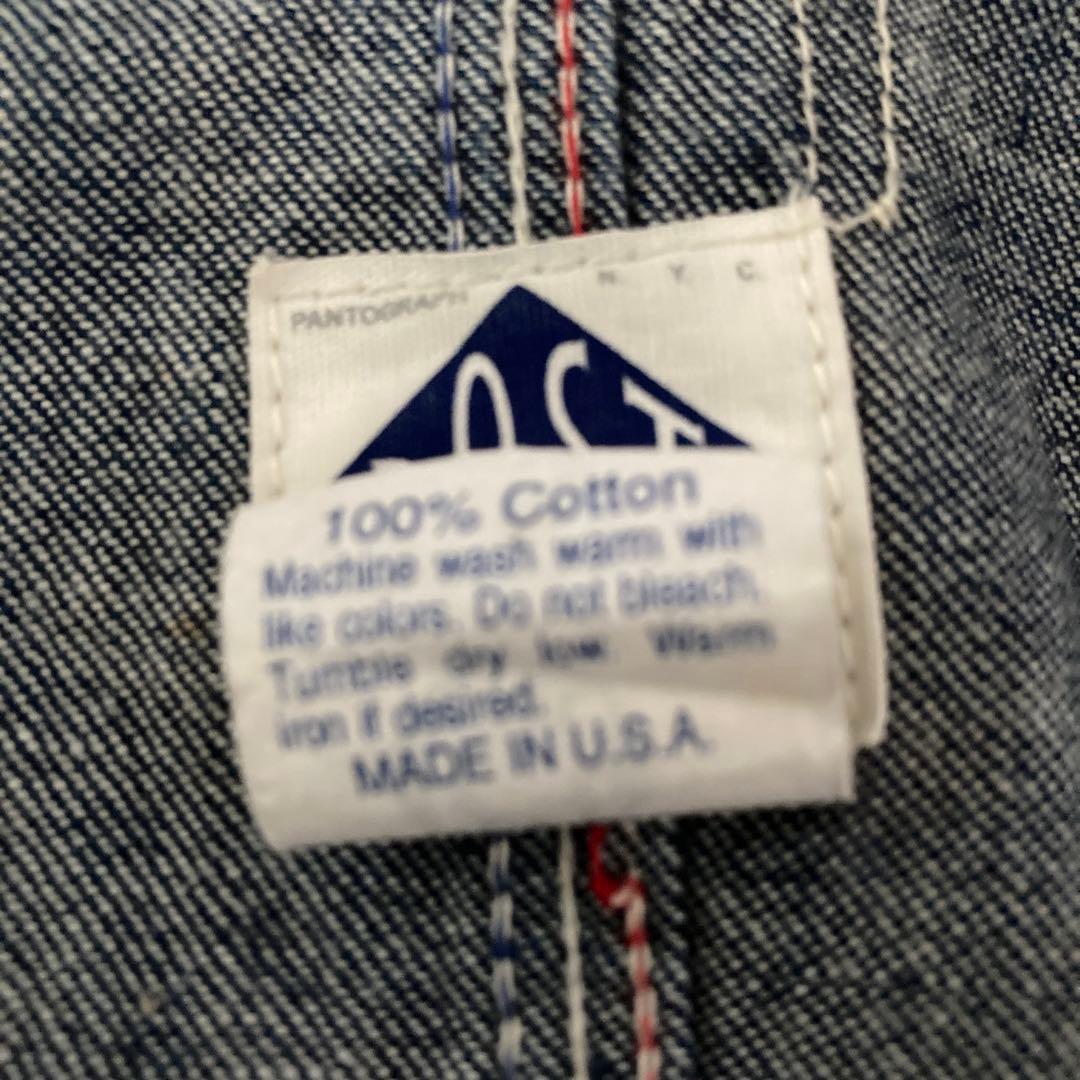 PANTOGRAPH N. Y. C.
OST
100% Cotton
Machine wash warm with
like colors. Do not bleach.
Tumble dry low. Warm
iron if desired.
MADE IN U.S.A.